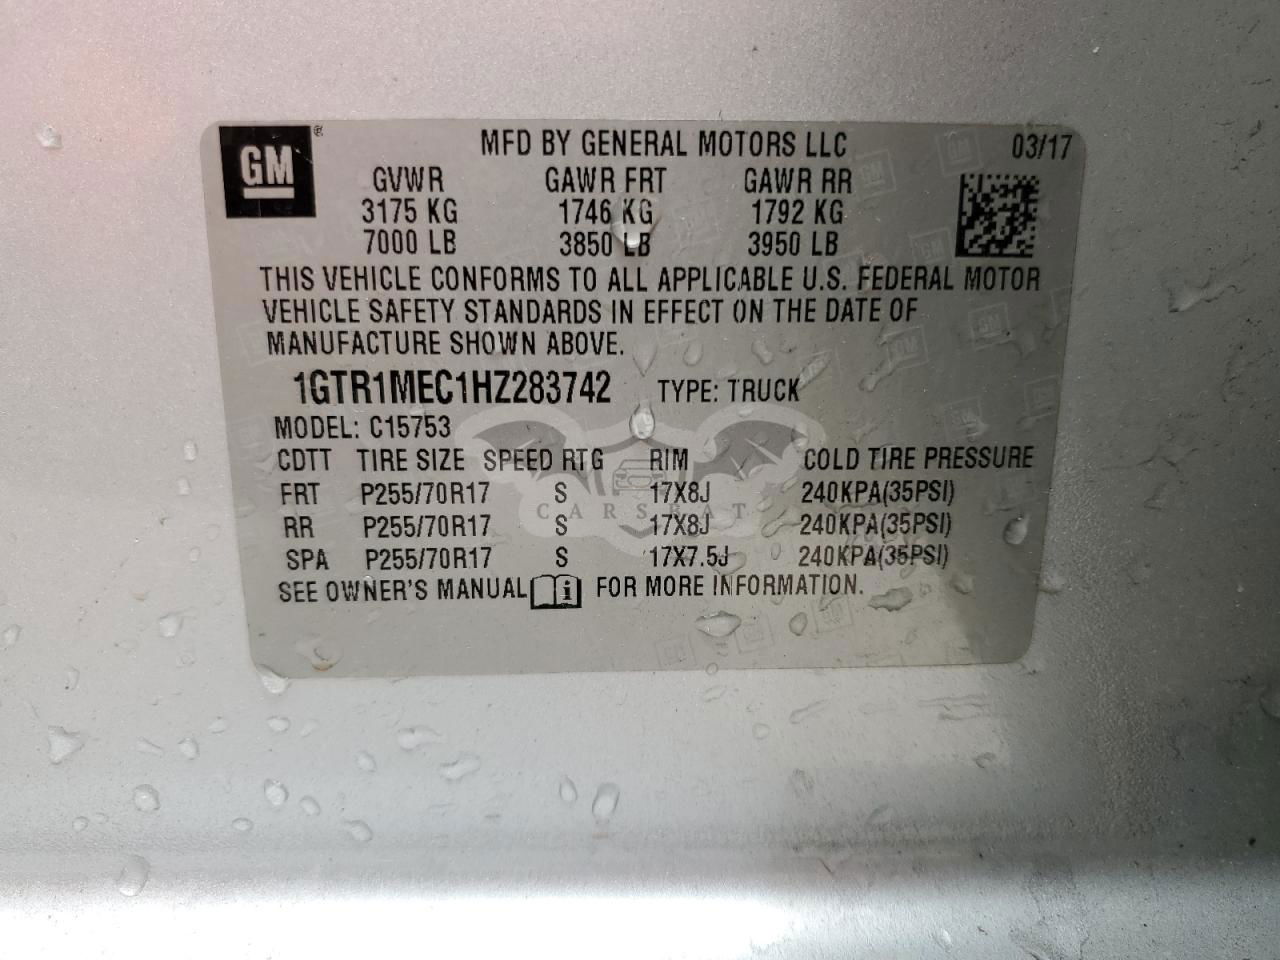 GM ®
MFD BY GENERAL MOTORS LLC 03/17
GVWR GAWR FRT GAWR RR
3175 KG 1746 KG 1792 KG
7000 LB 3850 LB 3950 LB
THIS VEHICLE CONFORMS TO ALL APPLICABLE U.S. FEDERAL MOTOR
VEHICLE SAFETY STANDARDS IN EFFECT ON THE DATE OF
MANUFACTURE SHOWN ABOVE.
1GTR1MEC1HZ283742 TYPE: TRUCK
MODEL: C15753
CDTT TIRE SIZE SPEED RTG RIM COLD TIRE PRESSURE
FRT P255/70R17 S 17X8J 240KPA(35PSI)
CARSBAT
RR P255/70R17 S 17X8J 240KPA(35PSI)
SPA P255/70R17 S 17X7.5J 240KPA(35PSI)
SEE OWNER'S MANUAL i FOR MORE INFORMATION.